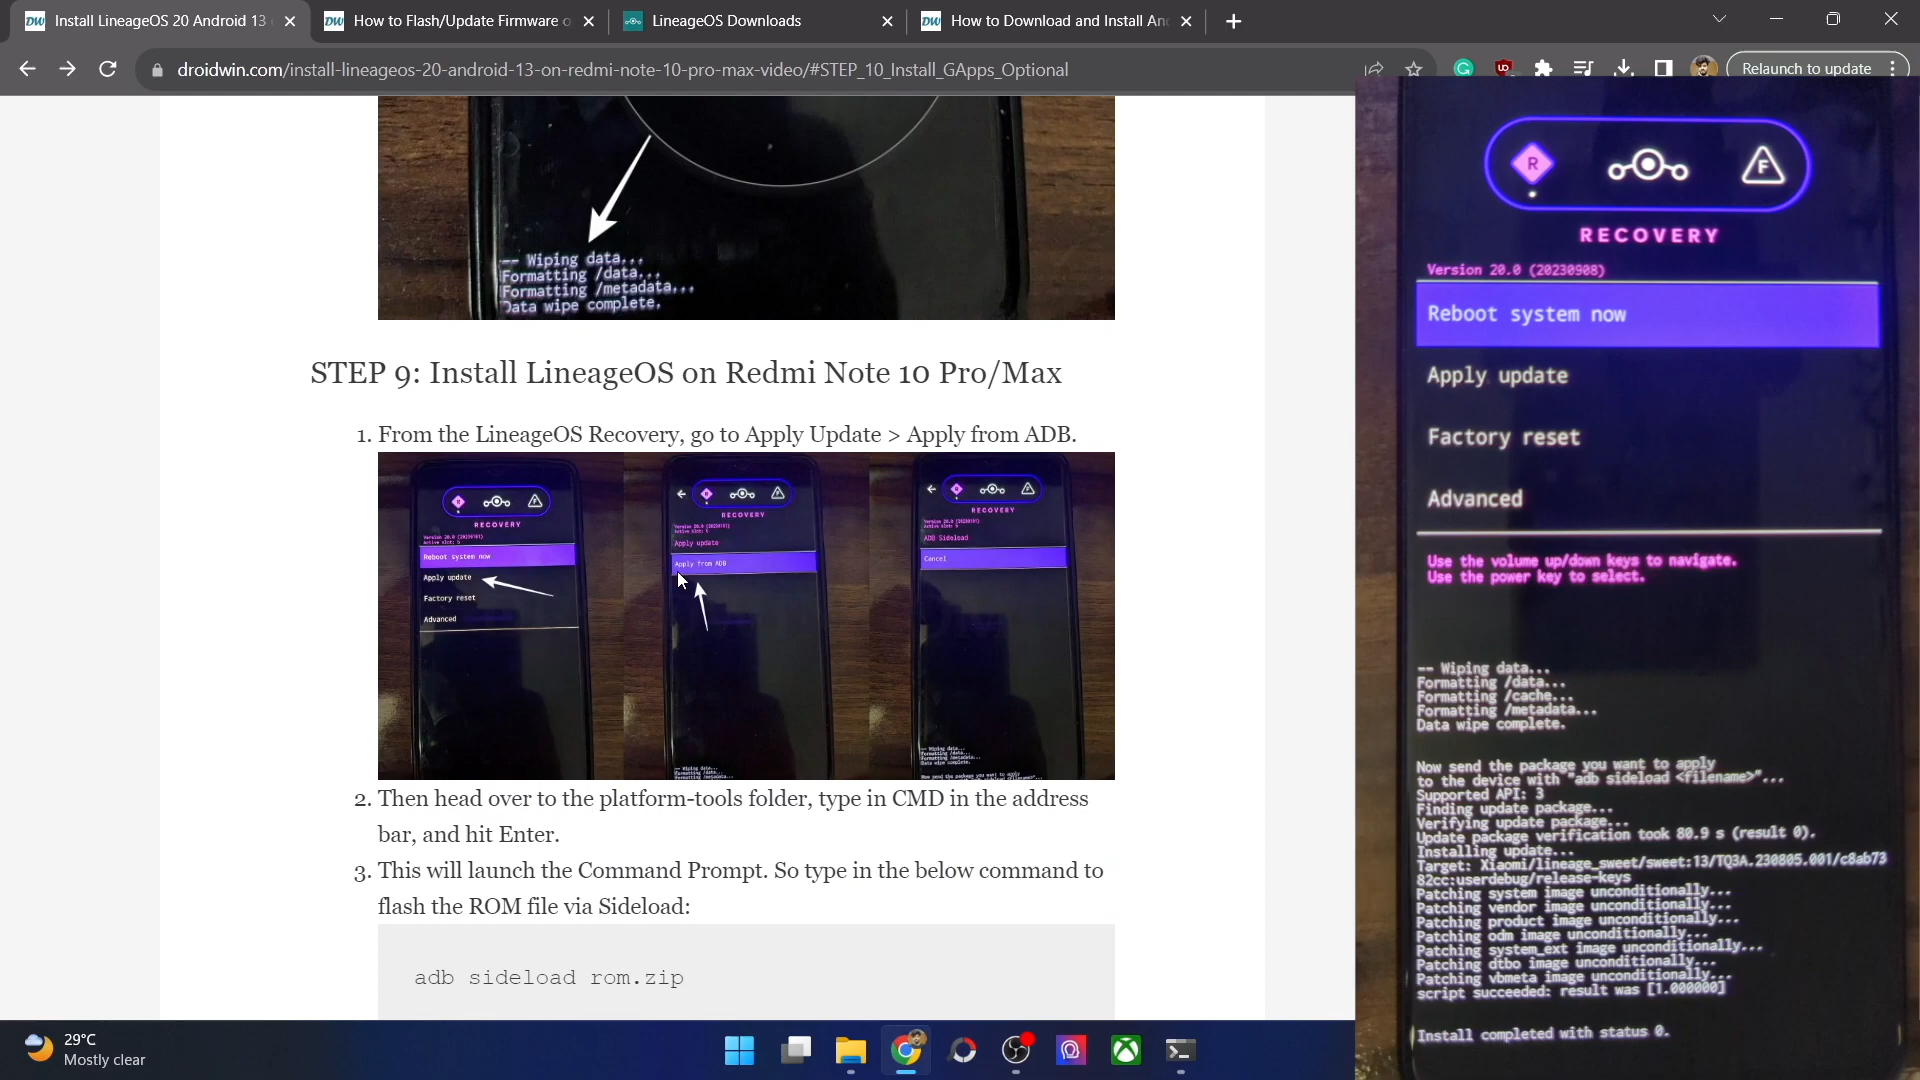 Install LineageOS 20 Android 13
How to Flash/Update Firmware o
LineageOS Downloads
How to Download and Install An
droidwin.com/install-lineageos-20-android-13-on-redmi-note-10-pro-max-video/#STEP_10_Install_GApps_Optional
Relaunch to update
-- Wiping data...
Formatting /data...
Formatting /metadata...
Data wipe complete.
STEP 9: Install LineageOS on Redmi Note 10 Pro/Max
1. From the LineageOS Recovery, go to Apply Update > Apply from ADB.
RECOVERY
Reboot system now
Apply update
Factory reset
Advanced
RECOVERY
Apply update
Apply from ADB
RECOVERY
ADB Sideload
Cancel
2. Then head over to the platform-tools folder, type in CMD in the address
bar, and hit Enter.
3. This will launch the Command Prompt. So type in the below command to
flash the ROM file via Sideload:
adb sideload rom.zip
R
F
RECOVERY
Version 20.0 (20230908)
Reboot system now
Apply update
Factory reset
Advanced
Use the volume up/down keys to navigate.
Use the power key to select.
-- Wiping data...
Formatting /data...
Formatting /cache...
Formatting /metadata...
Data wipe complete.
Now send the package you want to apply
to the device with "adb sideload <filename>"...
Supported API: 3
Finding update package...
Verifying update package...
Update package verification took 80.9 s (result 0).
Installing update...
Target: Xiaomi/lineage_sweet/sweet:13/TQ3A.230805.001/c8ab73
82cc:userdebug/release-keys
Patching system image unconditionally...
Patching vendor image unconditionally...
Patching product image unconditionally...
Patching odm image unconditionally...
Patching system_ext image unconditionally...
Patching dtbo image unconditionally...
Patching vbmeta image unconditionally...
script succeeded: result was [1.000000]
Install completed with status 0.
29°C
Mostly clear